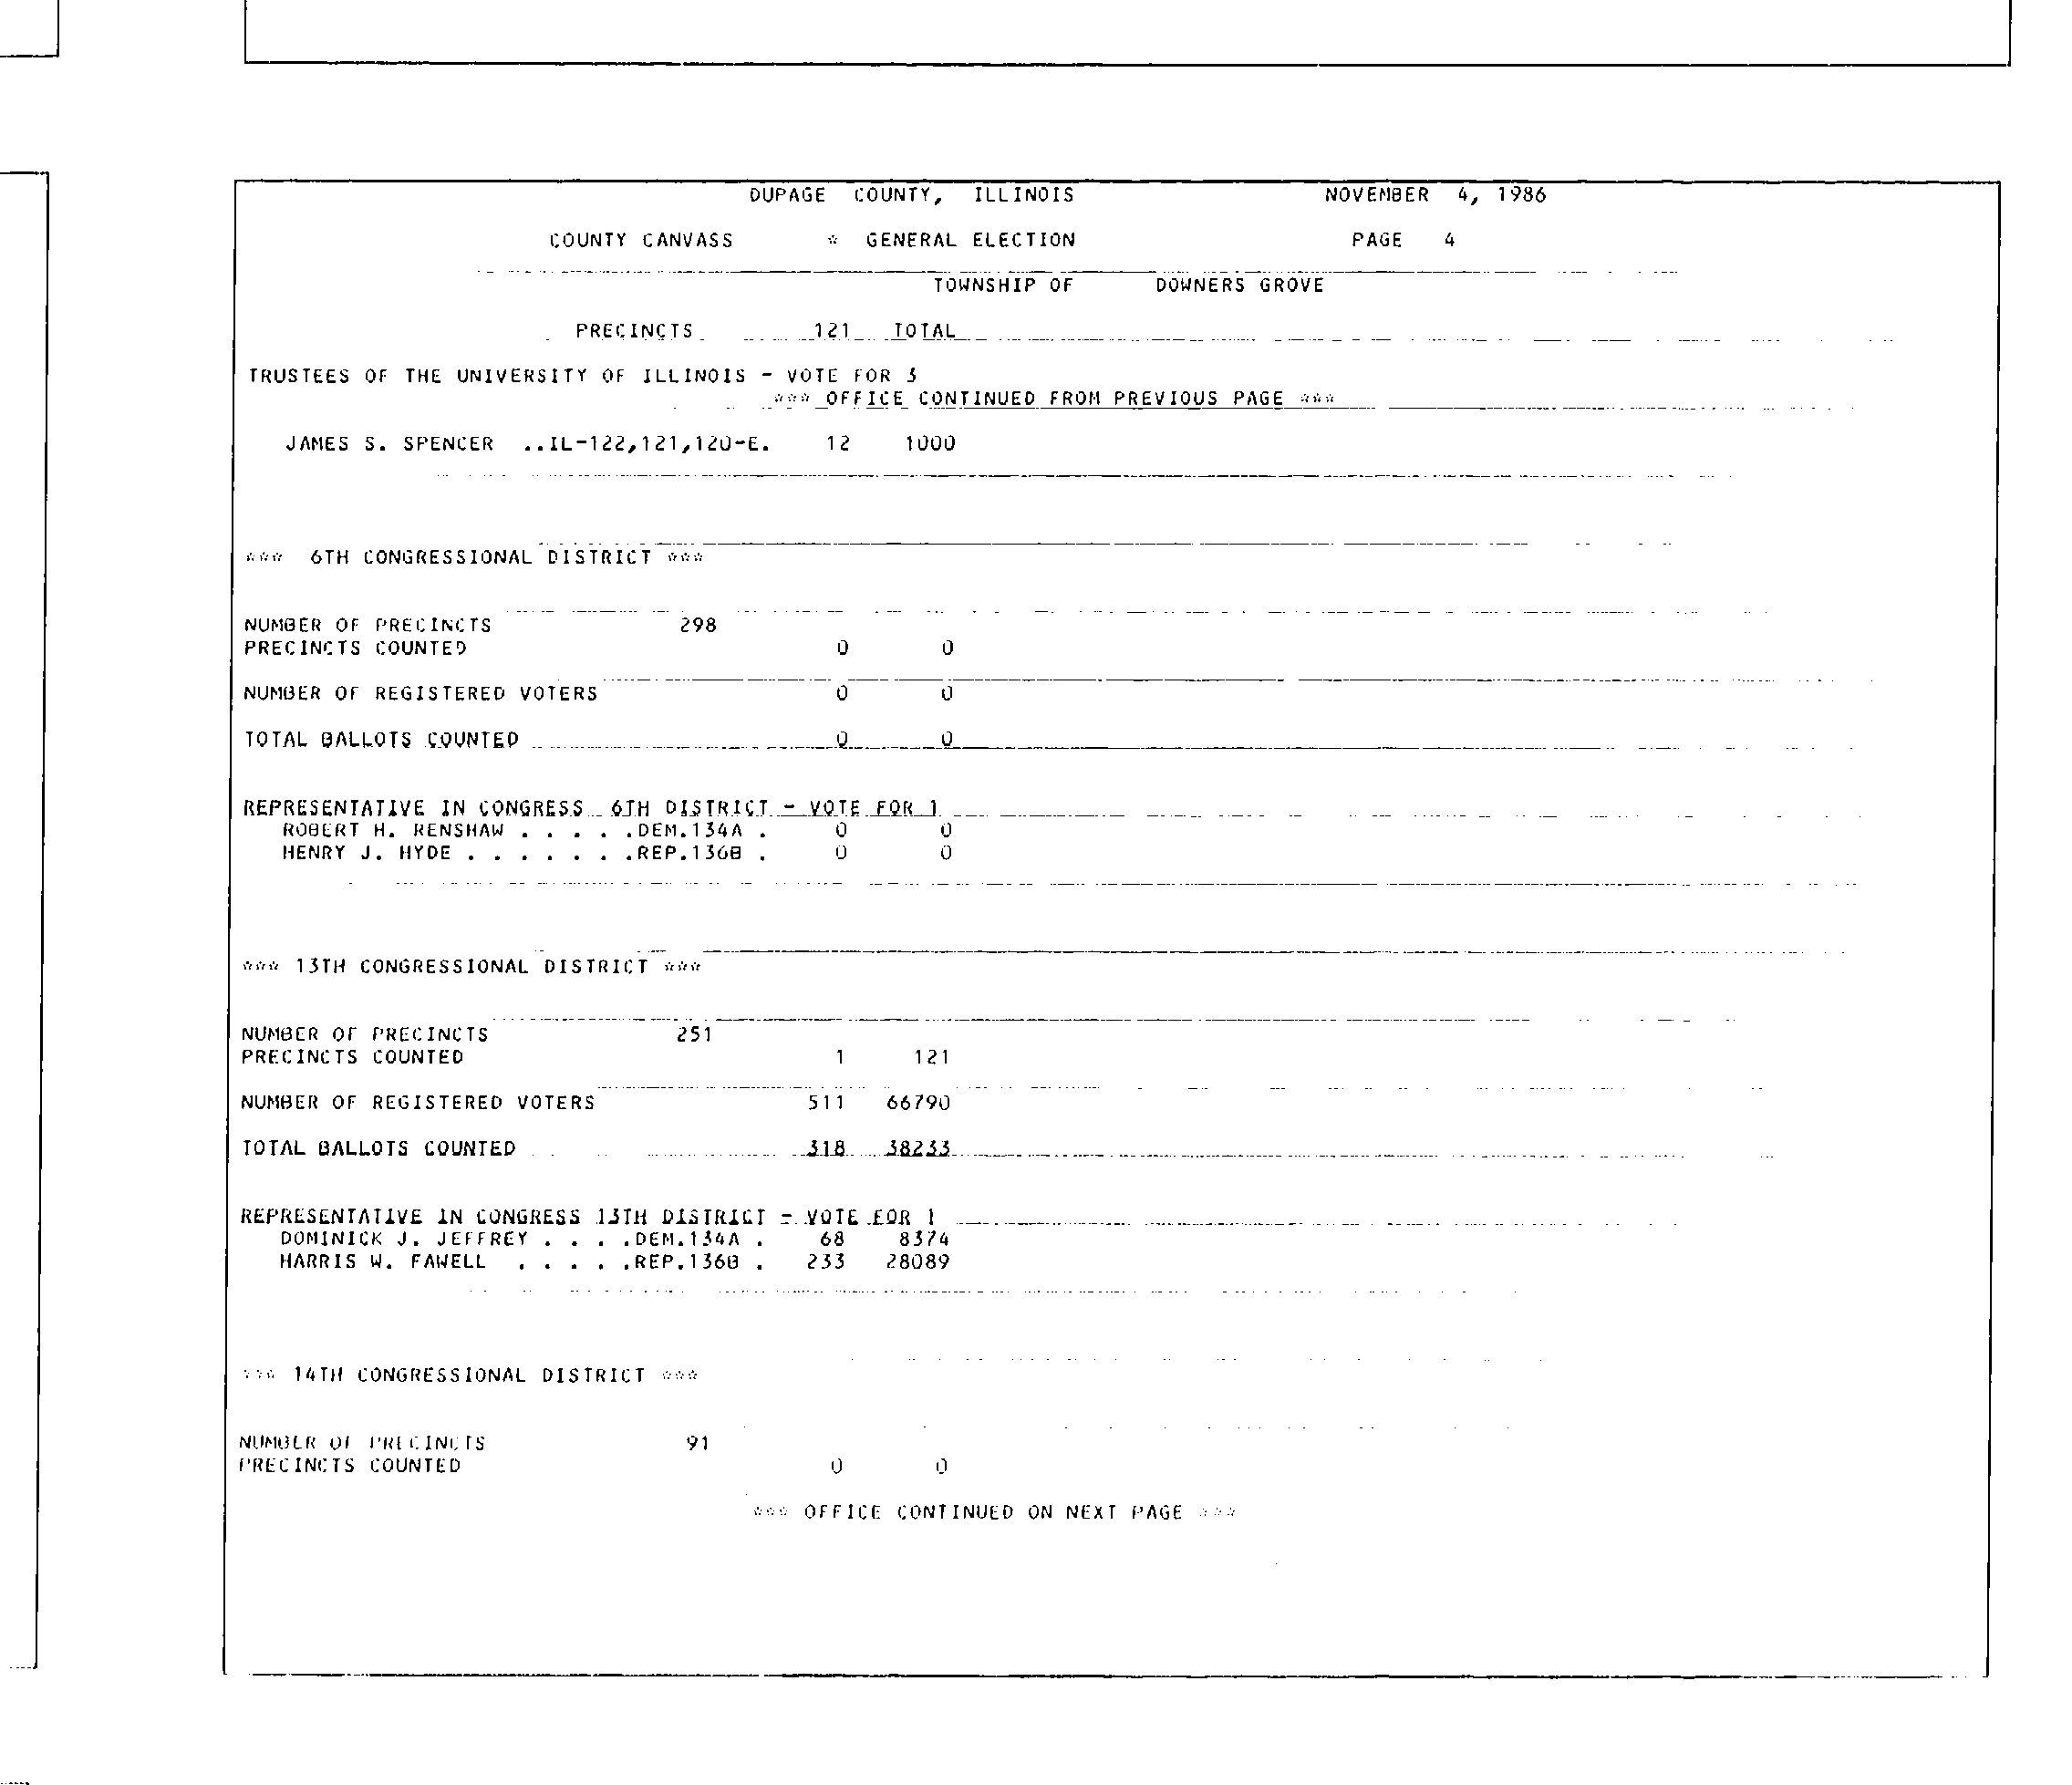 DUPAGE COUNTY, ILLINOIS NOVEMBER 4, 1986
COUNTY CANVASS * GENERAL ELECTION PAGE 4
TOWNSHIP OF DOWNERS GROVE
PRECINCTS 121 TOTAL
TRUSTEES OF THE UNIVERSITY OF ILLINOIS - VOTE FOR 3
*** OFFICE CONTINUED FROM PREVIOUS PAGE ***
JAMES S. SPENCER ..IL-122,121,120-E. 12 1000
*** 6TH CONGRESSIONAL DISTRICT ***
NUMBER OF PRECINCTS 298
PRECINCTS COUNTED 0 0
NUMBER OF REGISTERED VOTERS 0 0
TOTAL BALLOTS COUNTED 0 0
REPRESENTATIVE IN CONGRESS 6TH DISTRICT - VOTE FOR 1
ROBERT H. RENSHAW . . . . .DEM.134A . 0 0
HENRY J. HYDE . . . . . . .REP.136B . 0 0
*** 13TH CONGRESSIONAL DISTRICT ***
NUMBER OF PRECINCTS 251
PRECINCTS COUNTED 1 121
NUMBER OF REGISTERED VOTERS 511 66790
TOTAL BALLOTS COUNTED 318 38233
REPRESENTATIVE IN CONGRESS 13TH DISTRICT - VOTE FOR 1
DOMINICK J. JEFFREY . . . .DEM.134A . 68 8374
HARRIS W. FAWELL . . . . .REP.136B . 233 28089
*** 14TH CONGRESSIONAL DISTRICT ***
NUMBER OF PRECINCTS 91
PRECINCTS COUNTED 0 0
*** OFFICE CONTINUED ON NEXT PAGE ***